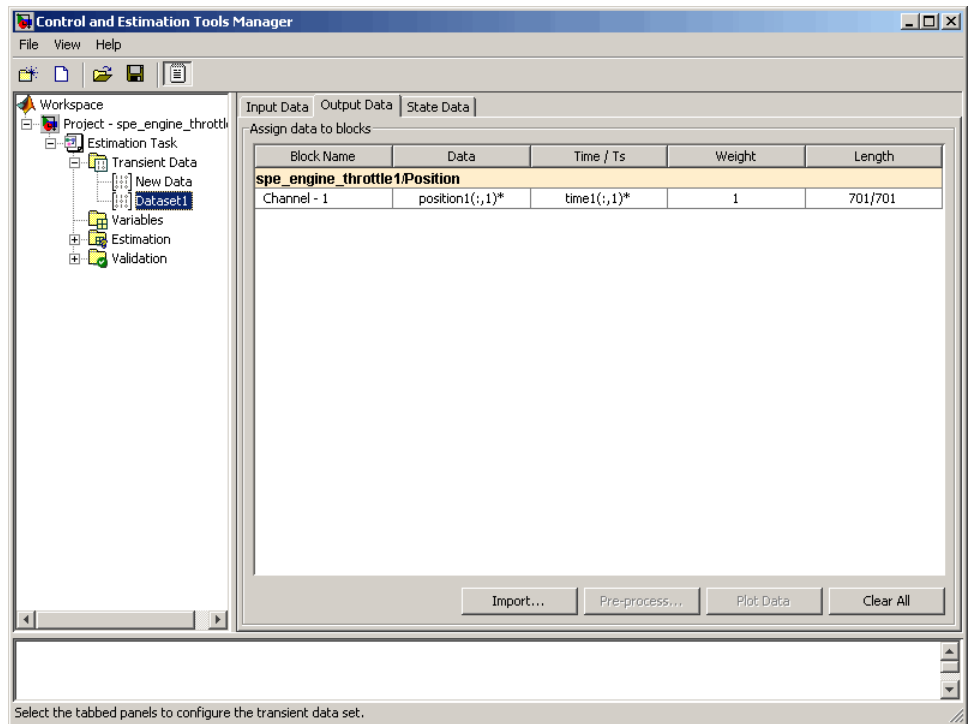 Control and Estimation Tools Manager
File View Help
Workspace
Project - spe_engine_throttl
Estimation Task
Transient Data
New Data
Dataset1
Variables
Estimation
Validation
Input Data Output Data State Data
Assign data to blocks
Block Name Data Time / Ts Weight Length
spe_engine_throttle1/Position
Channel - 1 position1(:,1)* time1(:,1)* 1 701/701
Import... Pre-process... Plot Data Clear All
Select the tabbed panels to configure the transient data set.